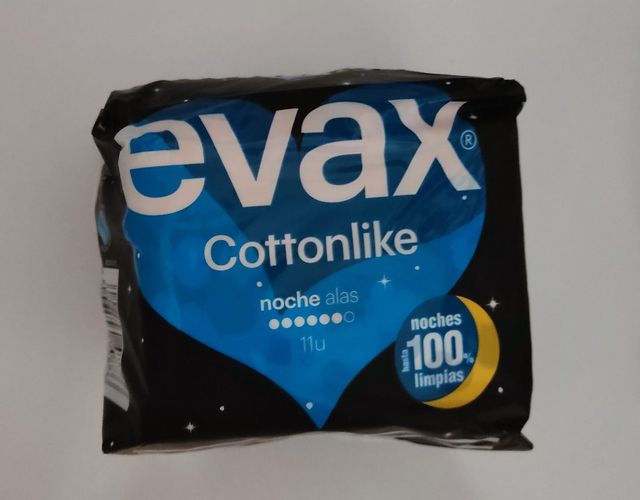 evax®
Cottonlike
noche alas
11u
noches
hasta
100%
limpias